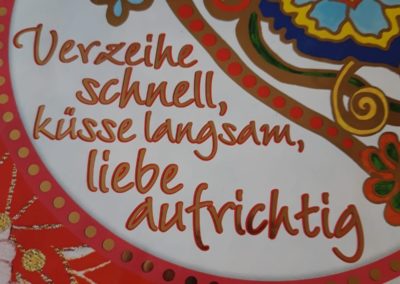 Verzeihe
schnell,
küsse langsam,
liebe
aufrichtig